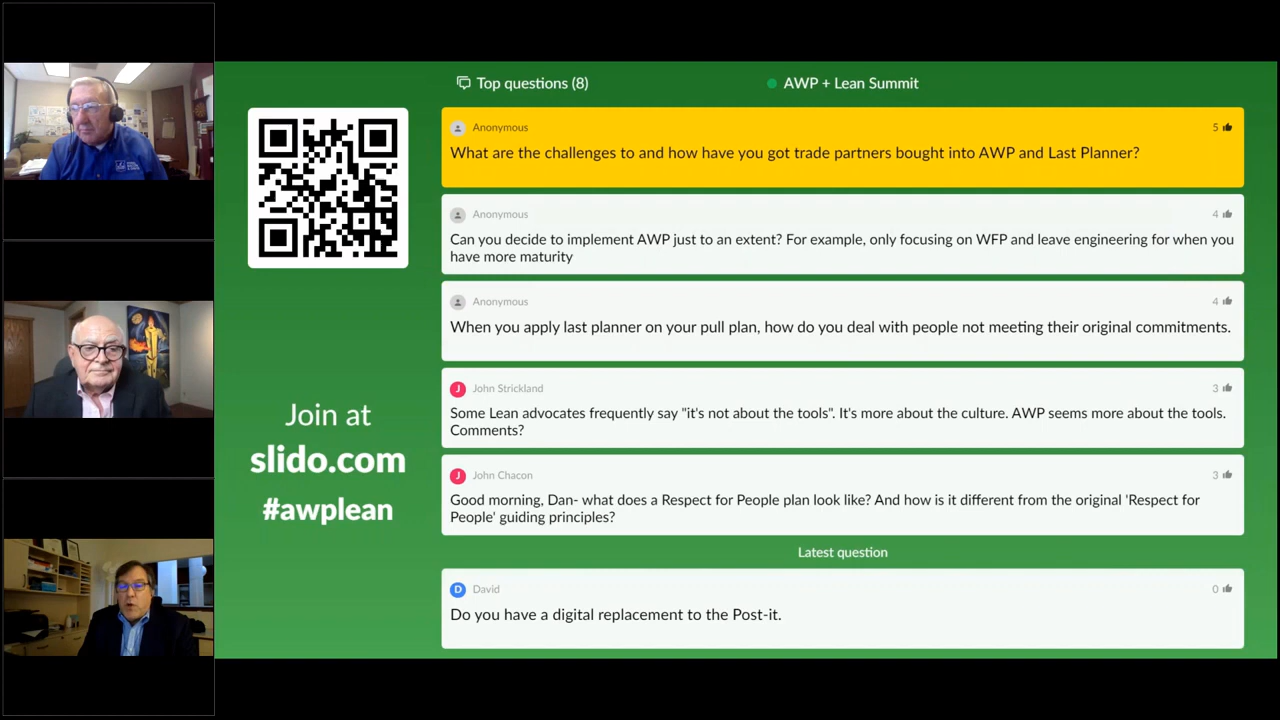 Top questions (8)
AWP + Lean Summit
Anonymous
5
What are the challenges to and how have you got trade partners bought into AWP and Last Planner?
Anonymous
4
Can you decide to implement AWP just to an extent? For example, only focusing on WFP and leave engineering for when you
have more maturity
Anonymous
4
When you apply last planner on your pull plan, how do you deal with people not meeting their original commitments.
J
John Strickland
3
Some Lean advocates frequently say "it's not about the tools". It's more about the culture. AWP seems more about the tools.
Comments?
J
John Chacon
3
Good morning, Dan- what does a Respect for People plan look like? And how is it different from the original 'Respect for
People' guiding principles?
Latest question
D
David
0
Do you have a digital replacement to the Post-it.
Join at
slido.com
#awplean